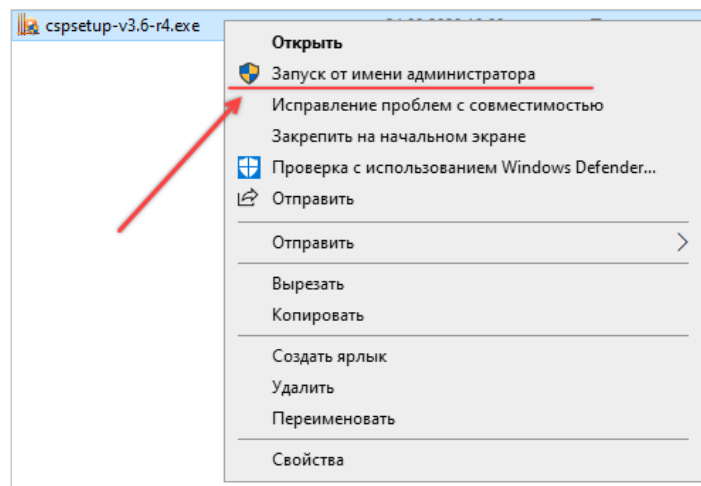 cspsetup-v3.6-r4.exe
Открыть
Запуск от имени администратора
Исправление проблем с совместимостью
Закрепить на начальном экране
Проверка с использованием Windows Defender...
Отправить
Отправить
Вырезать
Копировать
Создать ярлык
Удалить
Переименовать
Свойства